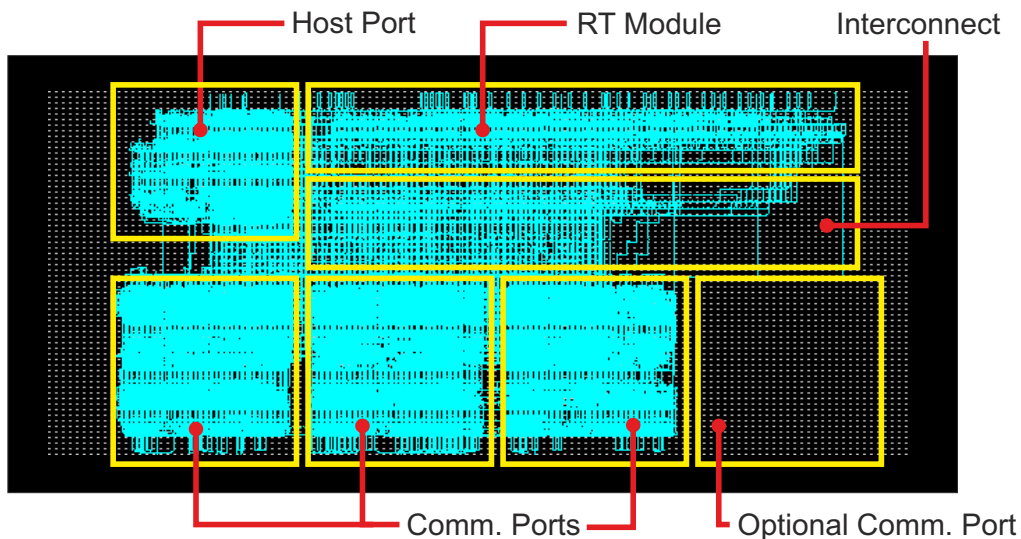 Host Port
RT Module
Interconnect
Comm. Ports
Optional Comm. Port